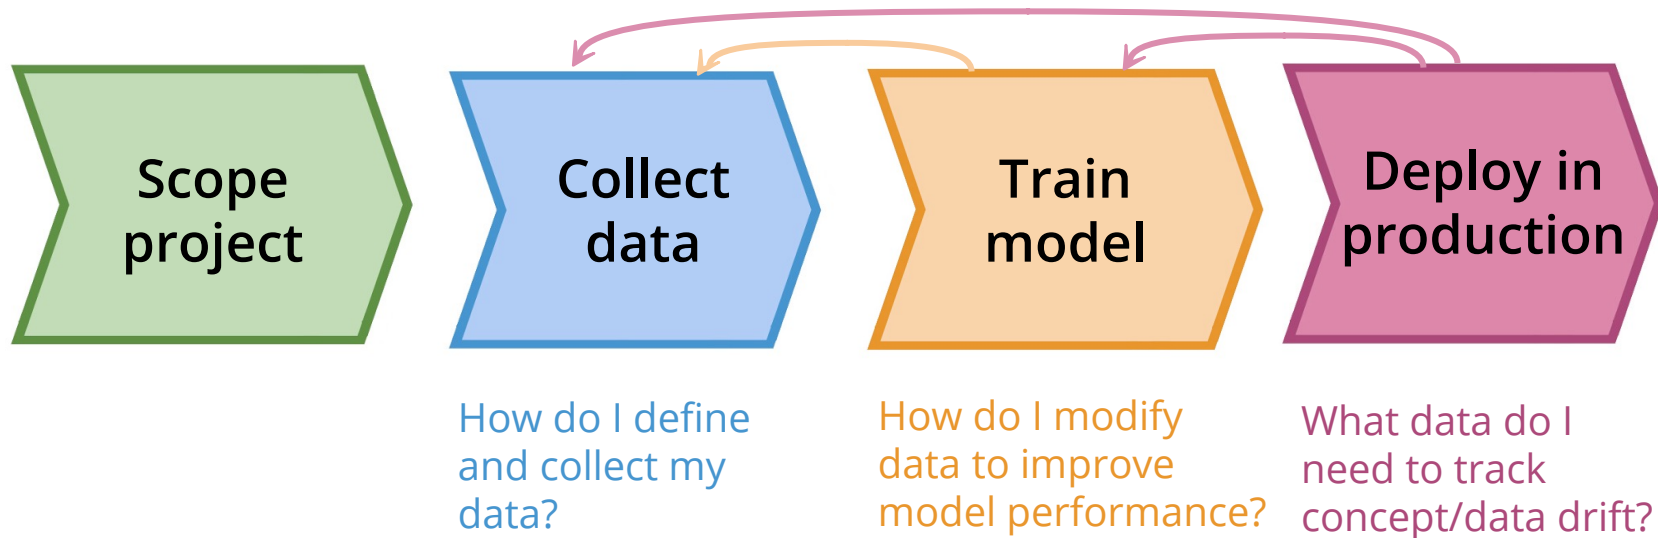 Scope
project
Collect
data
Train
model
Deploy in
production
How do I define
and collect my
data?
How do I modify
data to improve
model performance?
What data do I
need to track
concept/data drift?